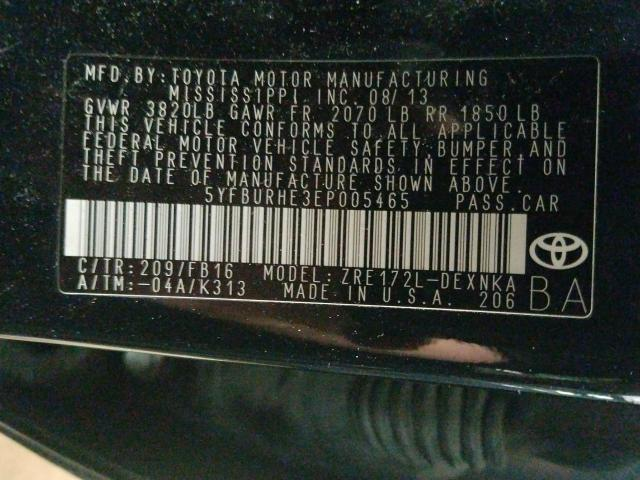 MFD.BY:TOYOTA MOTOR MANUFACTURING
MISSISSIPPI, INC. 08/13
GVWR 3820LB GAWR FR. 2070 LB RR 1850 LB
THIS VEHICLE CONFORMS TO ALL APPLICABLE
FEDERAL MOTOR VEHICLE SAFETY, BUMPER AND
THEFT PREVENTION STANDARDS IN EFFECT ON
THE DATE OF MANUFACTURE SHOWN ABOVE.
5YFBURHE3EP005465 PASS.CAR
C/TR: 209/FB16 MODEL: ZRE172L-DEXNKA
A/TM:-04A/K313 MADE IN U.S.A. 206
BA